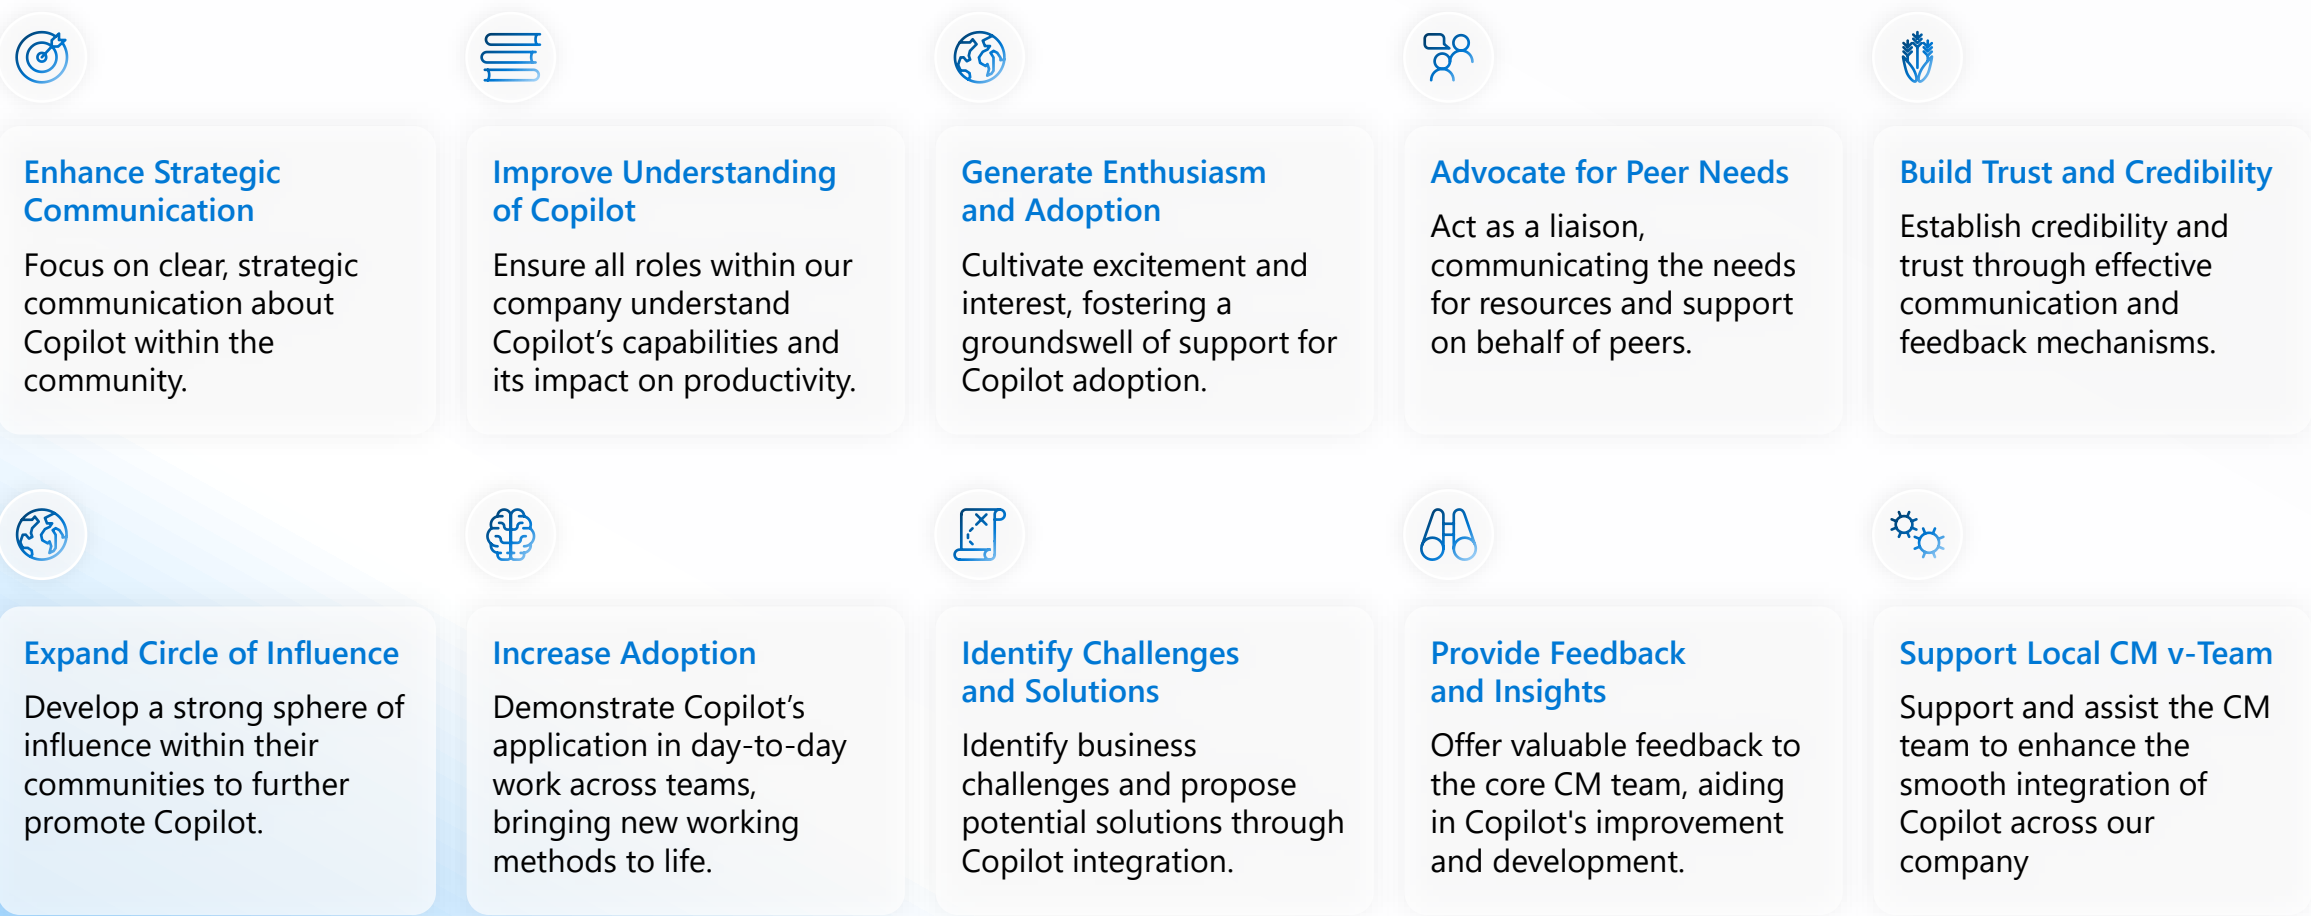 Enhance Strategic
Communication
Focus on clear, strategic
communication about
Copilot within the
community.
Improve Understanding
of Copilot
Ensure all roles within our
company understand
Copilot’s capabilities and
its impact on productivity.
Generate Enthusiasm
and Adoption
Cultivate excitement and
interest, fostering a
groundswell of support for
Copilot adoption.
Advocate for Peer Needs
Act as a liaison,
communicating the needs
for resources and support
on behalf of peers.
Build Trust and Credibility
Establish credibility and
trust through effective
communication and
feedback mechanisms.
Expand Circle of Influence
Develop a strong sphere of
influence within their
communities to further
promote Copilot.
Increase Adoption
Demonstrate Copilot’s
application in day-to-day
work across teams,
bringing new working
methods to life.
Identify Challenges
and Solutions
Identify business
challenges and propose
potential solutions through
Copilot integration.
Provide Feedback
and Insights
Offer valuable feedback to
the core CM team, aiding
in Copilot's improvement
and development.
Support Local CM v-Team
Support and assist the CM
team to enhance the
smooth integration of
Copilot across our
company